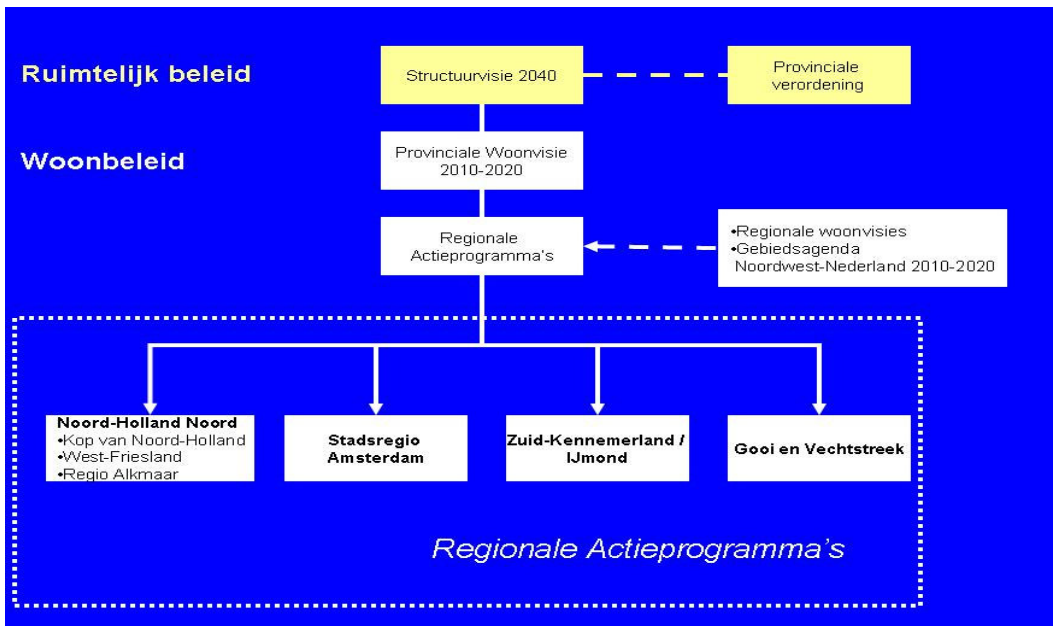 Ruimtelijk beleid
Structuurvisie 2040
Provinciale
verordening
Woonbeleid
Provinciale Woonvisie
2010-2020
Regionale
Actieprogramma's
•Regionale woonvisies
•Gebiedsagenda
Noordwest-Nederland 2010-2020
Noord-Holland Noord
•Kop van Noord-Holland
•West-Friesland
•Regio Alkmaar
Stadsregio
Amsterdam
Zuid-Kennemerland /
IJmond
Gooi en Vechtstreek
Regionale Actieprogramma's